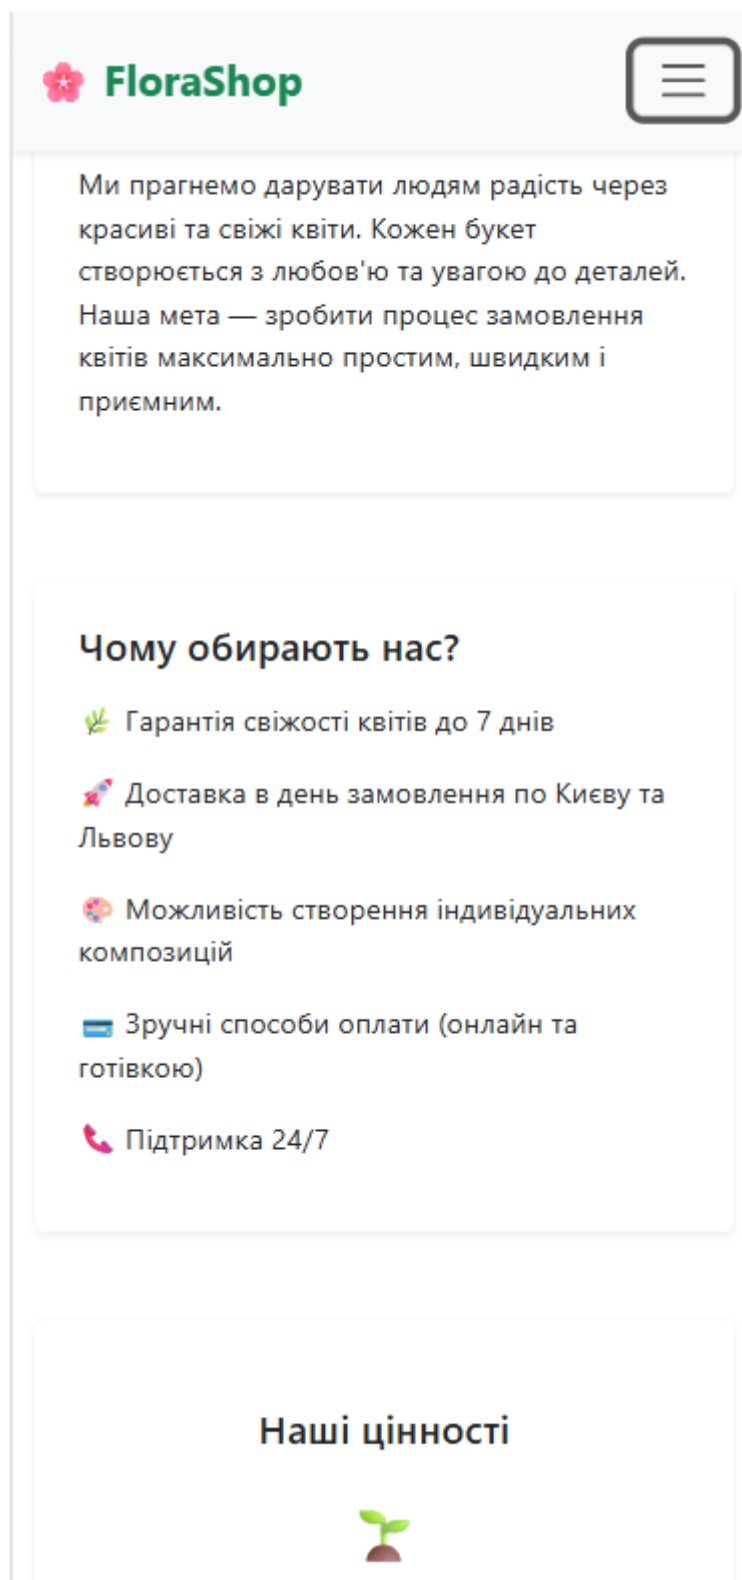 🌸 FloraShop
Ми прагнемо дарувати людям радість через
красиві та свіжі квіти. Кожен букет
створюється з любов'ю та увагою до деталей.
Наша мета — зробити процес замовлення
квітів максимально простим, швидким і
приємним.
Чому обирають нас?
🌿 Гарантія свіжості квітів до 7 днів
🚀 Доставка в день замовлення по Києву та
Львову
🎨 Можливість створення індивідуальних
композицій
💳 Зручні способи оплати (онлайн та
готівкою)
📞 Підтримка 24/7
Наші цінності
🌱